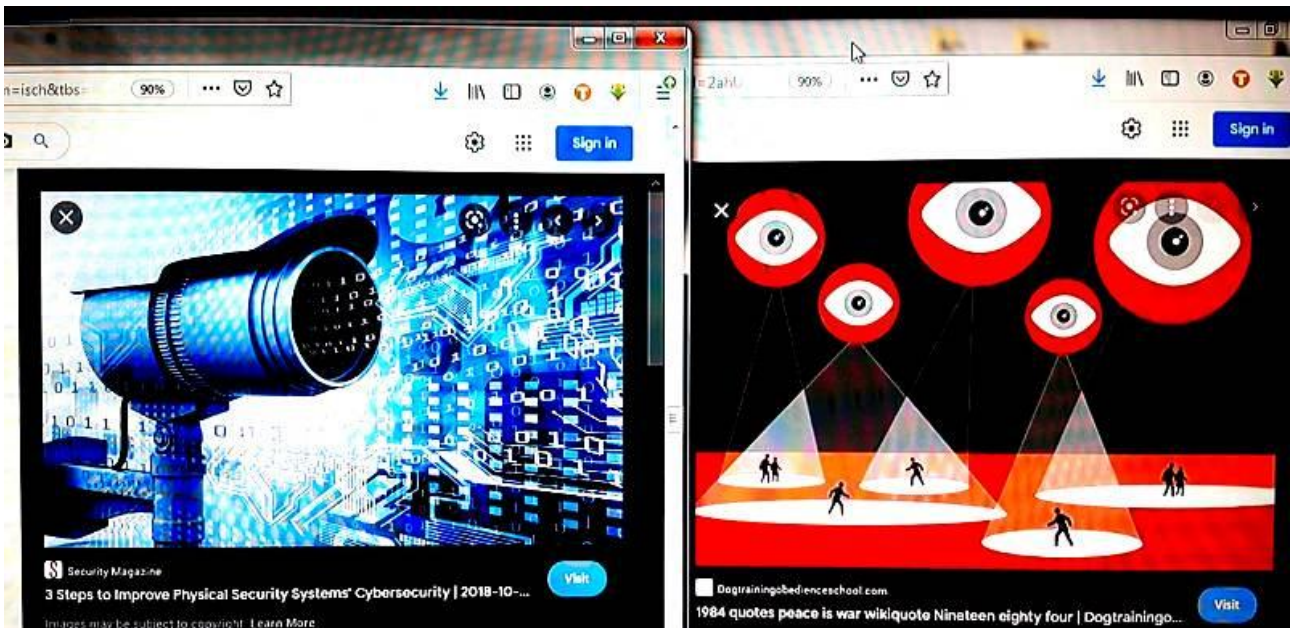 m=isch&tbs=
90%
Sign in
Security Magazine
Visit
3 Steps to Improve Physical Security Systems' Cybersecurity | 2018-10-...
Images may be subject to copyright. Learn More
=2ahU
90%
Sign in
Dogtrainingobedienceschool.com
Visit
1984 quotes peace is war wikiquote Nineteen eighty four | Dogtrainingo...